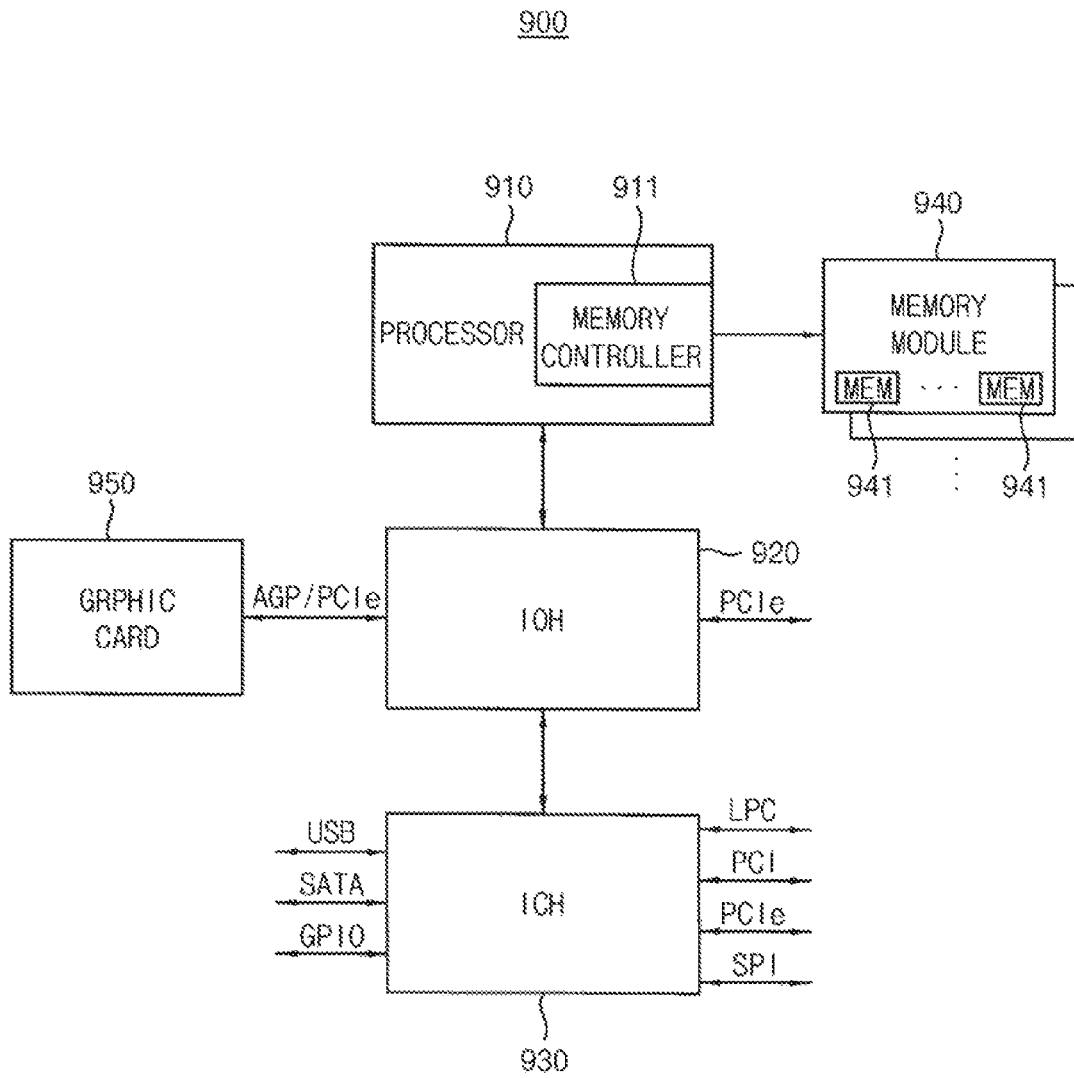 900
910
911
940
PROCESSOR
MEMORY
CONTROLLER
MEMORY
MODULE
MEM
. . .
MEM
941
941
950
920
GRPHIC
CARD
AGP/PCIe
IOH
PCIe
USB
SATA
GPIO
ICH
LPC
PCI
PCIe
SPI
930